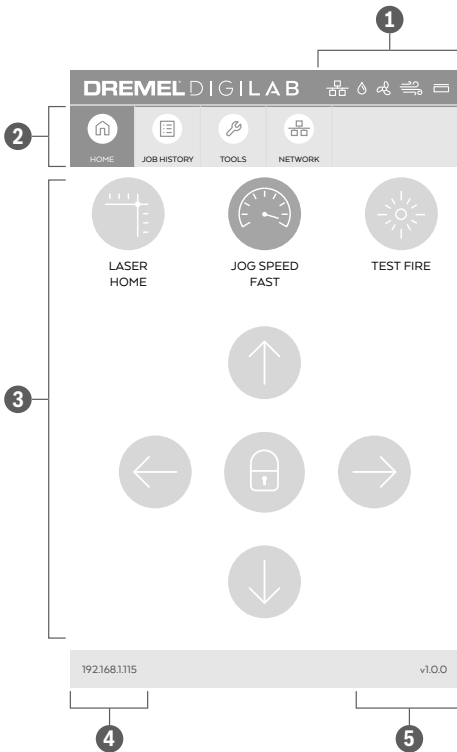 1
DREMEL DIGILAB
2
HOME JOB HISTORY TOOLS NETWORK
LASER HOME
JOG SPEED FAST
TEST FIRE
3
192.168.1.115 v1.0.0
4 5